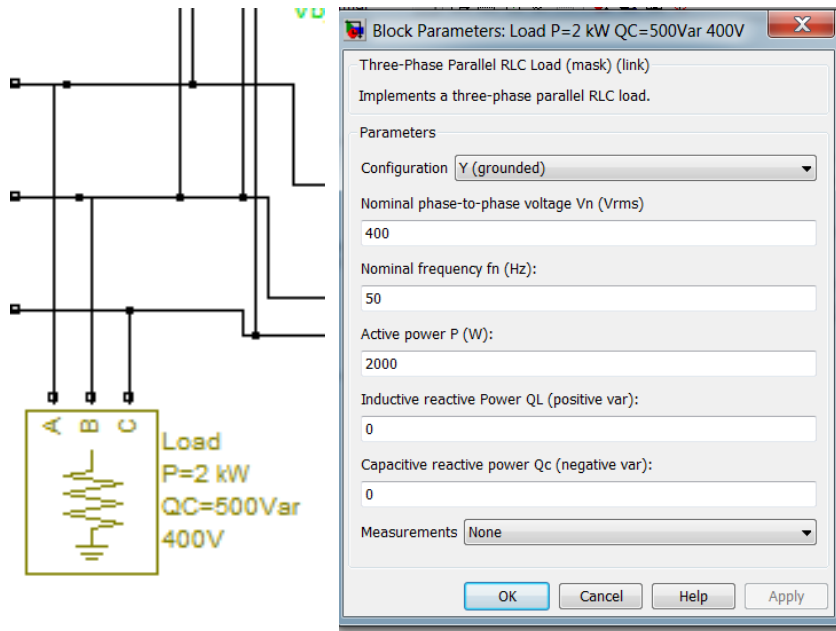 A B C
Load
P=2 kW
QC=500Var
400V
Block Parameters: Load P=2 kW QC=500Var 400V
Three-Phase Parallel RLC Load (mask) (link)
Implements a three-phase parallel RLC load.
Parameters
Configuration Y (grounded)
Nominal phase-to-phase voltage Vn (Vrms)
400
Nominal frequency fn (Hz):
50
Active power P (W):
2000
Inductive reactive Power QL (positive var):
0
Capacitive reactive power Qc (negative var):
0
Measurements None
OK Cancel Help Apply